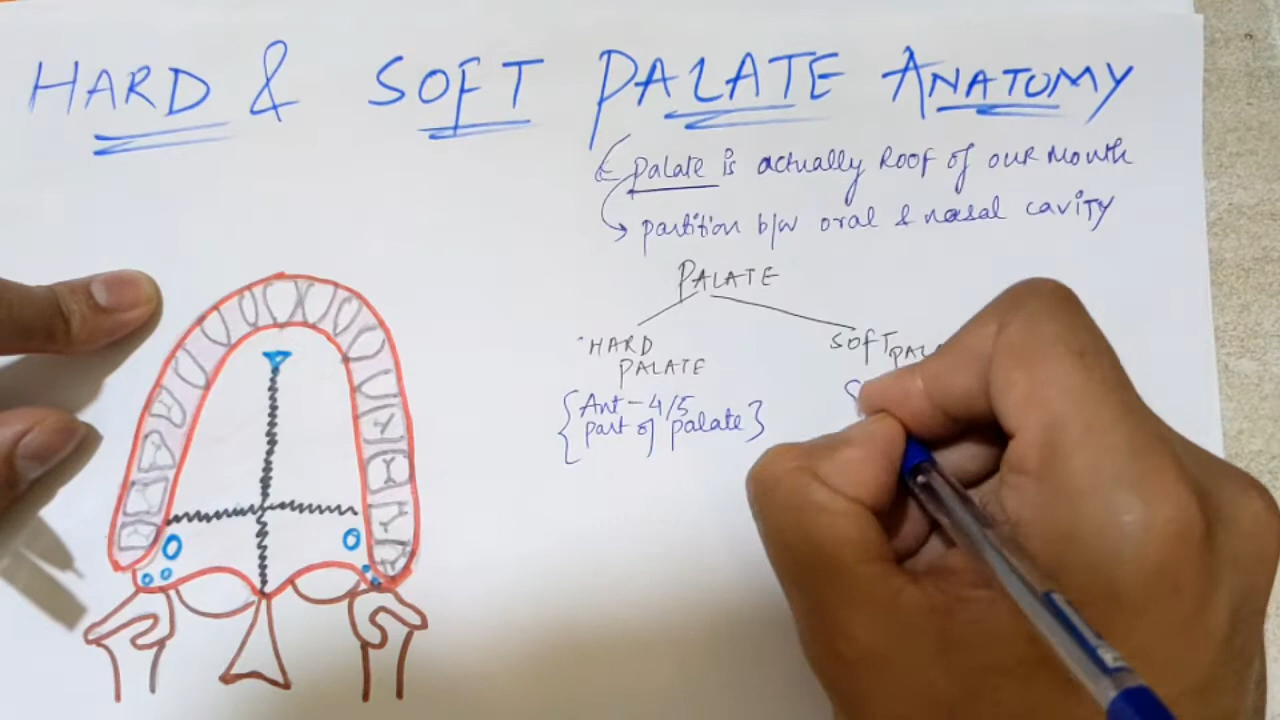 HARD & SOFT PALATE ANATOMY
palate is actually Roof of our Mouth
partition b/w oral & nasal cavity
PALATE
HARD
PALATE
SOFT
{Ant - 4/5
part of palate}